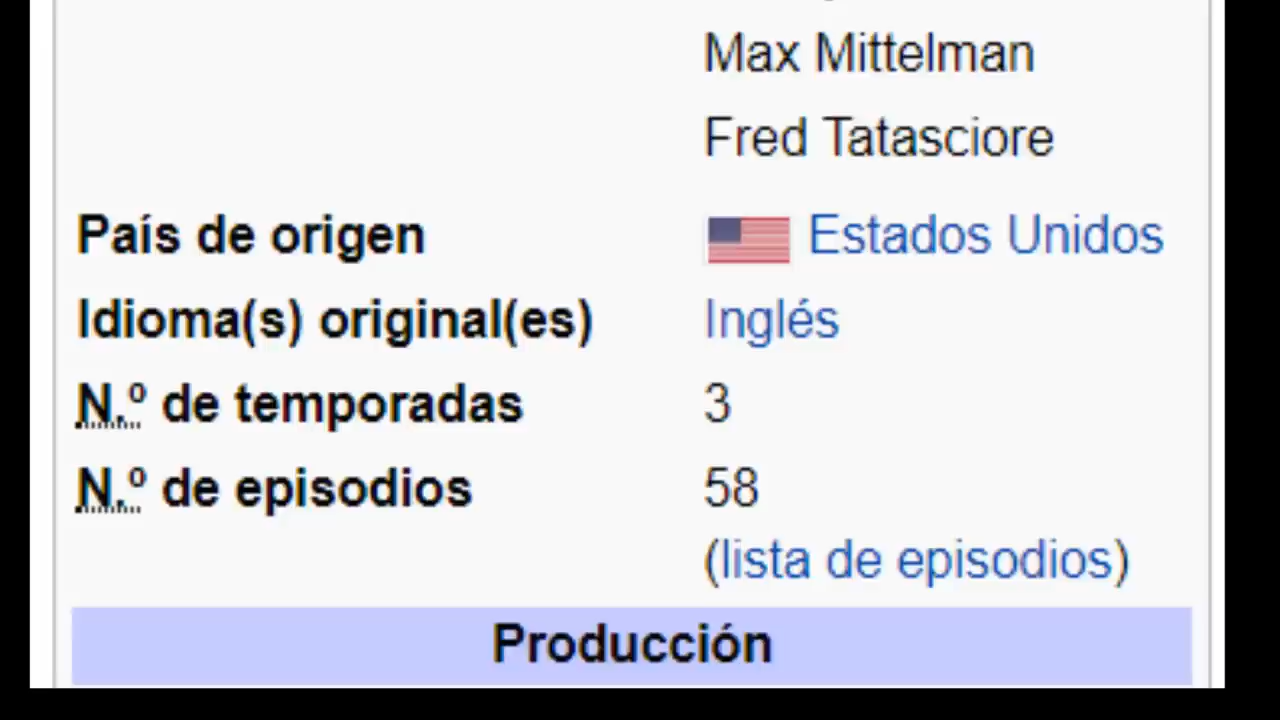 Max Mittelman
Fred Tatasciore
País de origen Estados Unidos
Idioma(s) original(es) Inglés
N.º de temporadas 3
N.º de episodios 58
(lista de episodios)
Producción